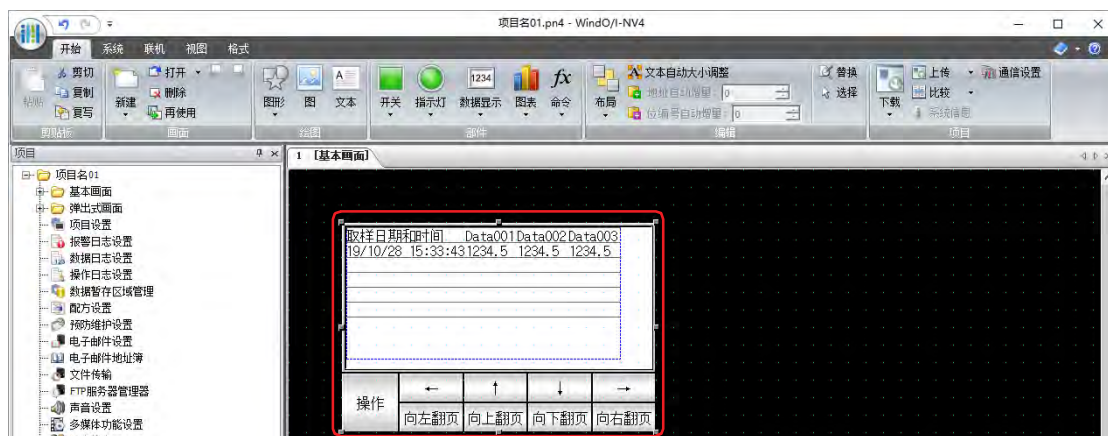 项目名01.pn4 - WindO/I-NV4
开始 系统 联机 视图 格式
剪切 打开 文本自动大小调整 替换 上传 通信设置
复制 删除 地址自动增量: 0 选择 比较
粘贴 复写 新建 再使用 图形 图 文本 开关 指示灯 数据显示 图表 命令 布局 位编号自动增量: 0 下载 系统信息
1234 fx A
剪贴板 画面 绘图 部件 编辑 项目
项目
1 [基本画面]
项目名01
基本画面
弹出式画面
项目设置
报警日志设置
数据日志设置
操作日志设置
数据暂存区域管理
配方设置
预防维护设置
电子邮件设置
电子邮件地址簿
文件传输
FTP服务器管理器
声音设置
多媒体功能设置
取样日期和时间 Data001 Data002 Data003
19/10/28 15:33:43 1234.5 1234.5 1234.5
操作 ← ↑ ↓ →
向左翻页 向上翻页 向下翻页 向右翻页